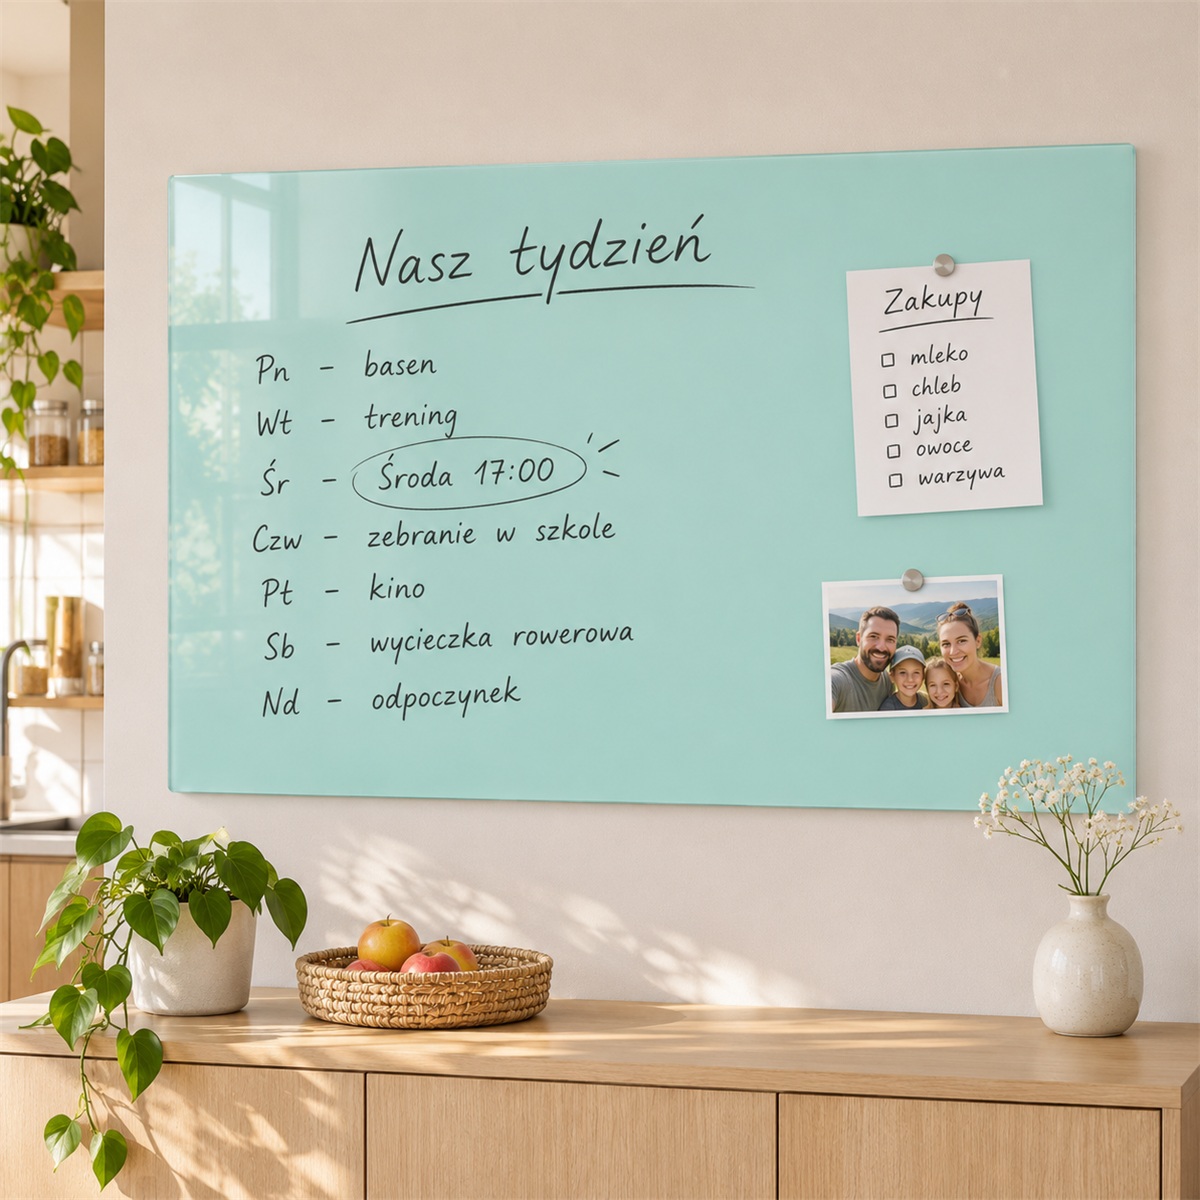 Nasz tydzień
Pn - basen
Wt - trening
Śr - Środa 17:00
Czw - zebranie w szkole
Pt - kino
Sb - wycieczka rowerowa
Nd - odpoczynek
Zakupy
mleko
chleb
jajka
owoce
warzywa